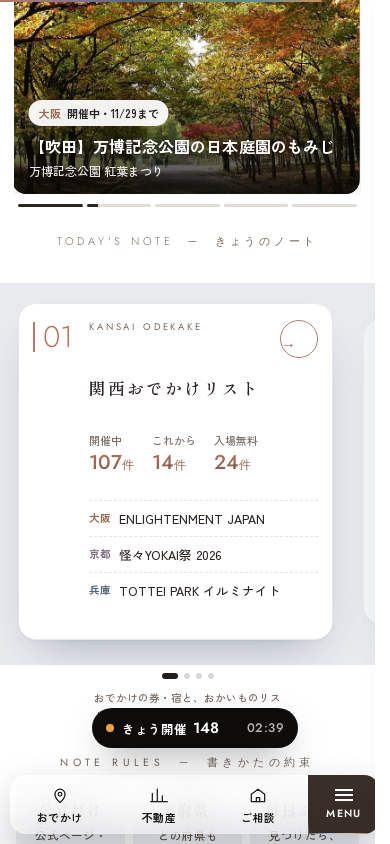 大阪 開催中・11/29まで
【吹田】万博記念公園の日本庭園のもみじ
万博記念公園 紅葉まつり
TODAY'S NOTE — きょうのノート
01
KANSAI ODEKAKE
→
関西おでかけリスト
開催中 これから 入場無料
107件 14件 24件
大阪 ENLIGHTENMENT JAPAN
京都 怪々YOKAI祭 2026
兵庫 TOTTEI PARK イルミナイト
おでかけの券・宿と、おかいものリス
きょう開催 148 02:39
NOTE RULES — 書きかたの約束
おでかけ 不動産 ご相談 MENU
公式ページ・ どの府県も 見つけたら、